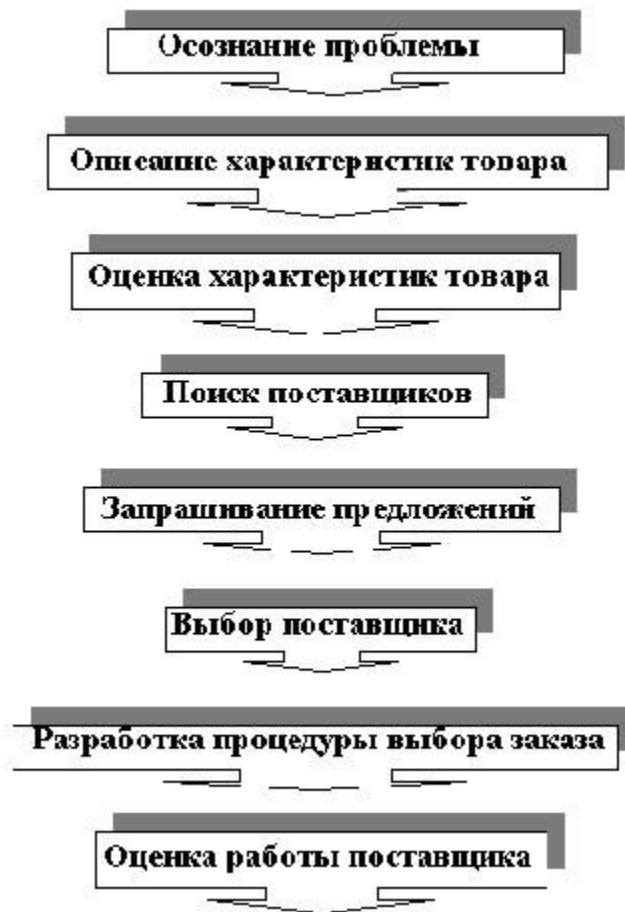 Осознание проблемы
Описание характеристик товара
Оценка характеристик товара
Поиск поставщиков
Запрашивание предложений
Выбор поставщика
Разработка процедуры выбора заказа
Оценка работы поставщика